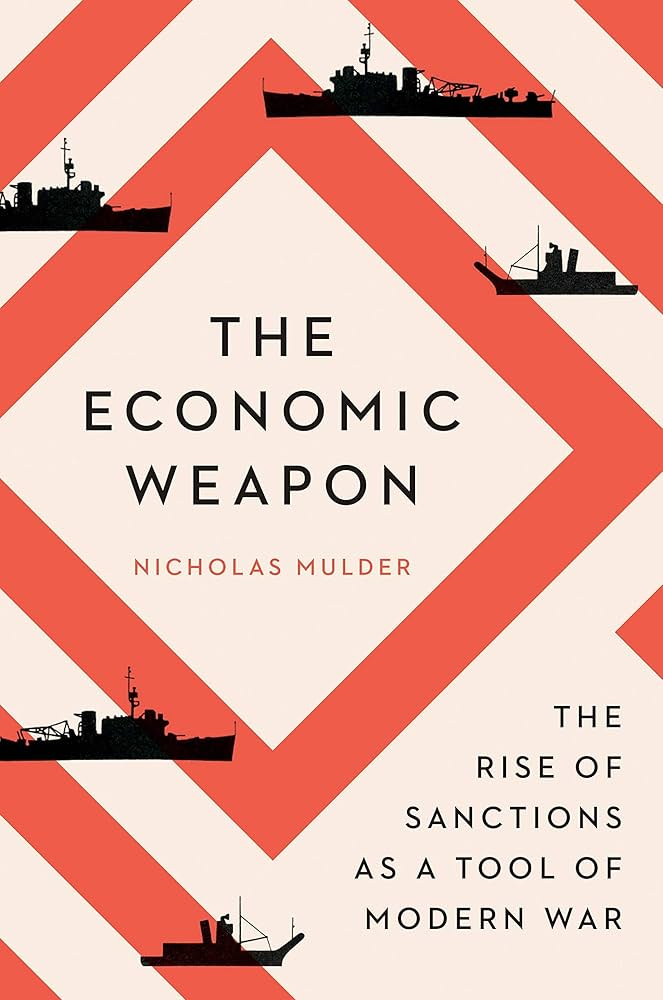 THE
ECONOMIC
WEAPON
NICHOLAS MULDER
THE
RISE OF
SANCTIONS
AS A TOOL OF
MODERN WAR